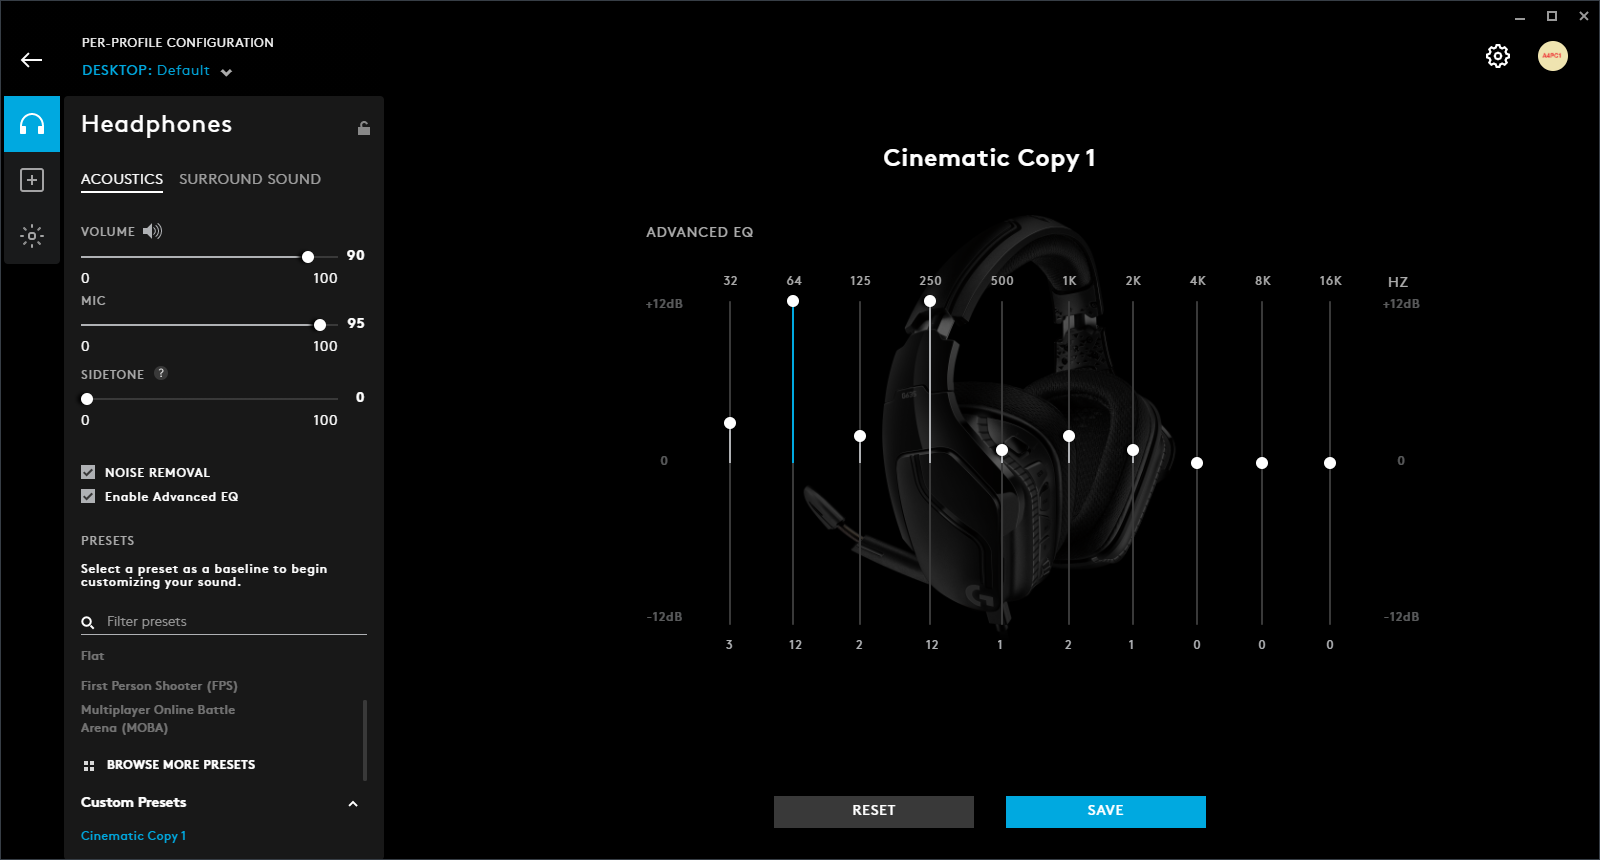 PER-PROFILE CONFIGURATION
DESKTOP: Default
A4PC1
Headphones
ACOUSTICS SURROUND SOUND
VOLUME
90
0 100
MIC
95
0 100
SIDETONE ?
0
0 100
NOISE REMOVAL
Enable Advanced EQ
PRESETS
Select a preset as a baseline to begin
customizing your sound.
Filter presets
Flat
First Person Shooter (FPS)
Multiplayer Online Battle
Arena (MOBA)
BROWSE MORE PRESETS
Custom Presets
Cinematic Copy 1
Cinematic Copy 1
ADVANCED EQ
32 64 125 250 500 1K 2K 4K 8K 16K HZ
+12dB +12dB
0 0
-12dB -12dB
3 12 2 12 1 2 1 0 0 0
RESET SAVE